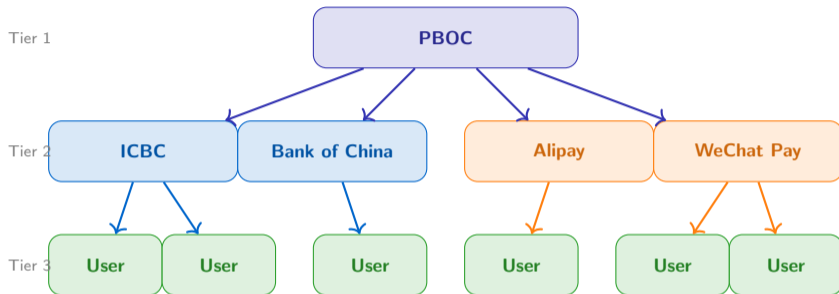 Tier 1
PBOC
Tier 2
ICBC
Bank of China
Alipay
WeChat Pay
Tier 3
User
User
User
User
User
User